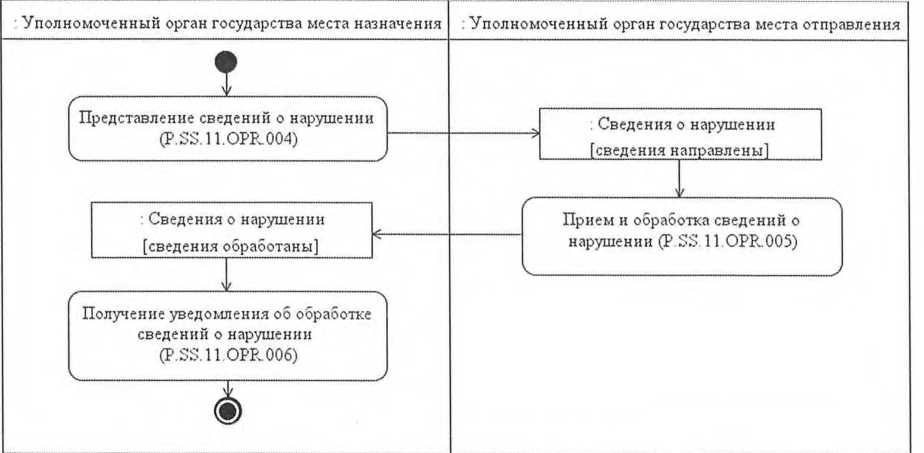 : Уполномоченный орган государства места назначения
: Уполномоченный орган государства места отправления
Представление сведений о нарушении
(P.SS.11.OPR.004)
: Сведения о нарушении
[сведения направлены]
Прием и обработка сведений о
нарушении (P.SS.11.OPR.005)
: Сведения о нарушении
[сведения обработаны]
Получение уведомления об обработке
сведений о нарушении
(P.SS.11.OPR.006)